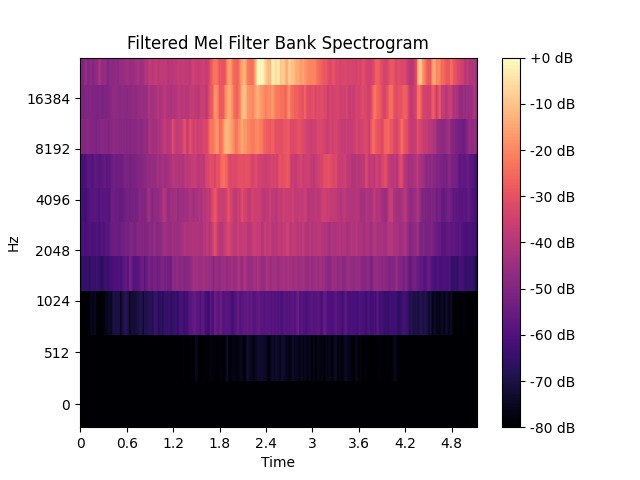 Filtered Mel Filter Bank Spectrogram
Hz
16384
8192
4096
2048
1024
512
0
0 0.6 1.2 1.8 2.4 3 3.6 4.2 4.8
Time
+0 dB
-10 dB
-20 dB
-30 dB
-40 dB
-50 dB
-60 dB
-70 dB
-80 dB